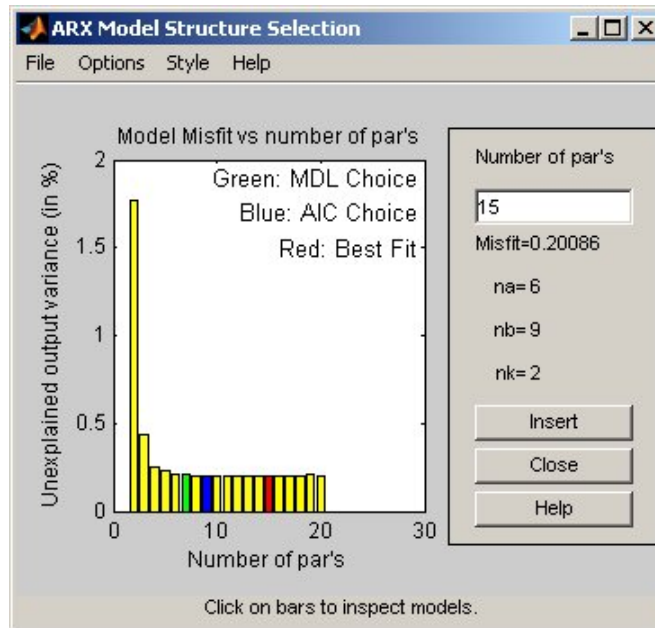 ARX Model Structure Selection
File Options Style Help
Model Misfit vs number of par's
Unexplained output variance (in %)
2
1.5
1
0.5
0
0 10 20 30
Number of par's
Green: MDL Choice
Blue: AIC Choice
Red: Best Fit
Number of par's
15
Misfit=0.20086
na= 6
nb= 9
nk= 2
Insert
Close
Help
Click on bars to inspect models.